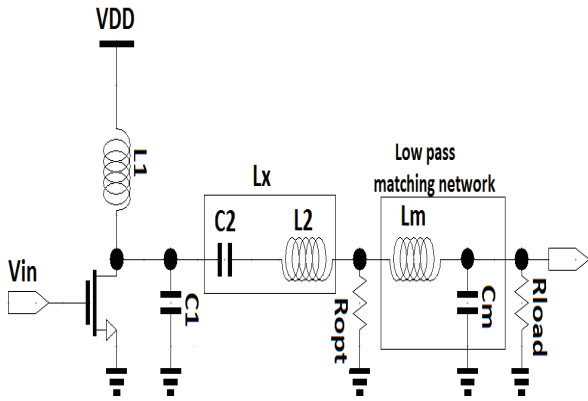 VDD
L1
Low pass
matching network
Lx
C2
L2
Lm
Vin
C1
Ropt
Cm
Rload